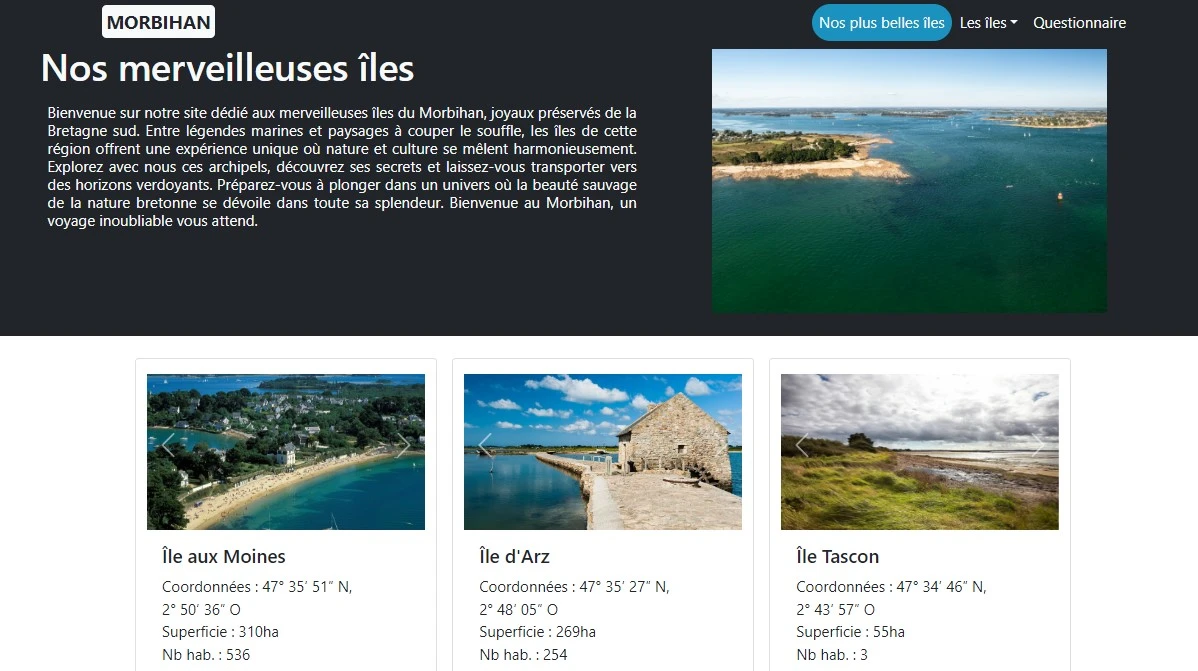 MORBIHAN
Nos plus belles îles
Les îles
Questionnaire
Nos merveilleuses îles
Bienvenue sur notre site dédié aux merveilleuses îles du Morbihan, joyaux préservés de la
Bretagne sud. Entre légendes marines et paysages à couper le souffle, les îles de cette
région offrent une expérience unique où nature et culture se mêlent harmonieusement.
Explorez avec nous ces archipels, découvrez ses secrets et laissez-vous transporter vers
des horizons verdoyants. Préparez-vous à plonger dans un univers où la beauté sauvage
de la nature bretonne se dévoile dans toute sa splendeur. Bienvenue au Morbihan, un
voyage inoubliable vous attend.
Île aux Moines
Coordonnées : 47° 35′ 51″ N,
2° 50′ 36″ O
Superficie : 310ha
Nb hab. : 536
Île d'Arz
Coordonnées : 47° 35′ 27″ N,
2° 48′ 05″ O
Superficie : 269ha
Nb hab. : 254
Île Tascon
Coordonnées : 47° 34′ 46″ N,
2° 43′ 57″ O
Superficie : 55ha
Nb hab. : 3